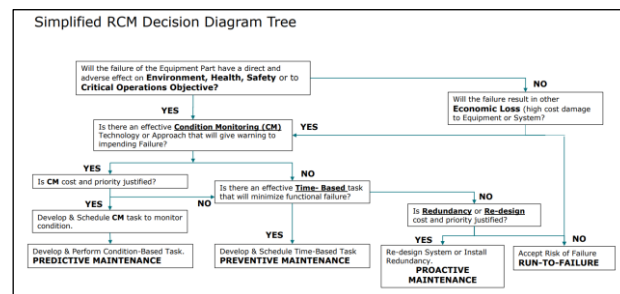 Simplified RCM Decision Diagram Tree
Will the failure of the Equipment Part have a direct and
adverse effect on Environment, Health, Safety or to
Critical Operations Objective?
NO
YES
Will the failure result in other
Economic Loss (high cost damage
to Equipment or System?
YES
Is there an effective Condition Monitoring (CM)
Technology or Approach that will give warning to
impending Failure?
YES
NO
Is CM cost and priority justified?
Is there an effective Time- Based task
that will minimize functional failure?
YES
NO
NO
Develop & Schedule CM task to monitor
condition.
Is Redundancy or Re-design
cost and priority justified?
YES
YES
YES
NO
Develop & Perform Condition-Based Task.
PREDICTIVE MAINTENANCE
Develop & Schedule Time-Based Task
PREVENTIVE MAINTENANCE
Re-design System or Install
Redundancy.
PROACTIVE
MAINTENANCE
Accept Risk of Failure
RUN-TO-FAILURE